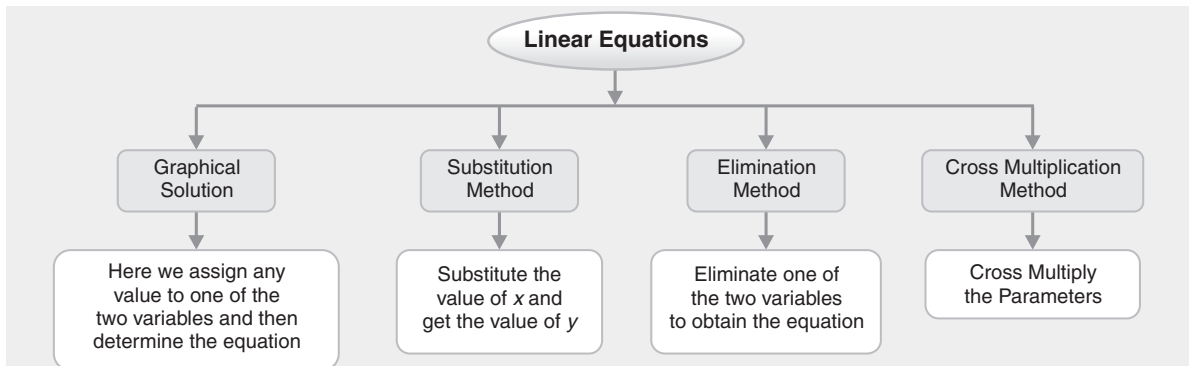 Linear Equations
Graphical
Solution
Substitution
Method
Elimination
Method
Cross Multiplication
Method
Here we assign any
value to one of the
two variables and then
determine the equation
Substitute the
value of x and
get the value of y
Eliminate one of
the two variables
to obtain the equation
Cross Multiply
the Parameters